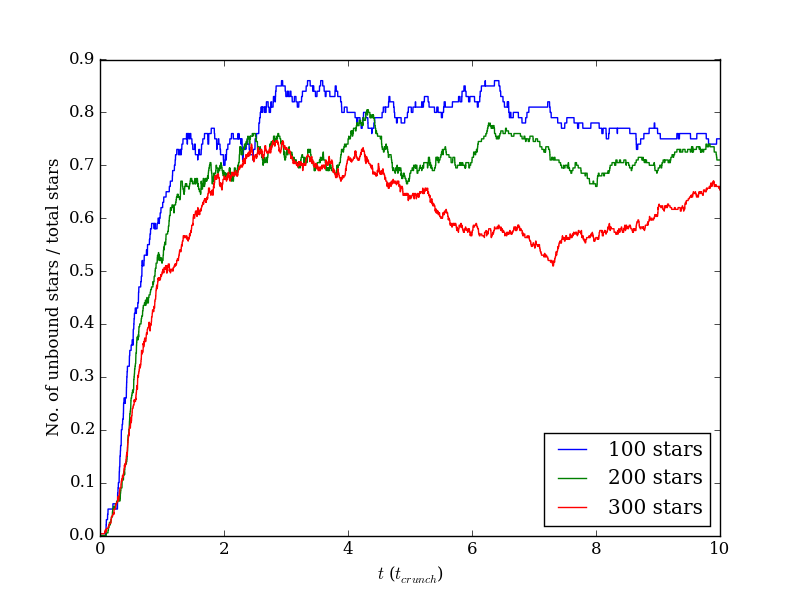 0.9
0.8
0.7
0.6
0.5
0.4
0.3
0.2
0.1
0.0
No. of unbound stars / total stars
100 stars
200 stars
300 stars
0 2 4 6 8 10
t (t_crunch)